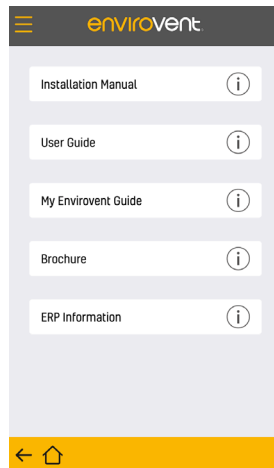 envirovent
Installation Manual
User Guide
My Envirovent Guide
Brochure
ERP Information